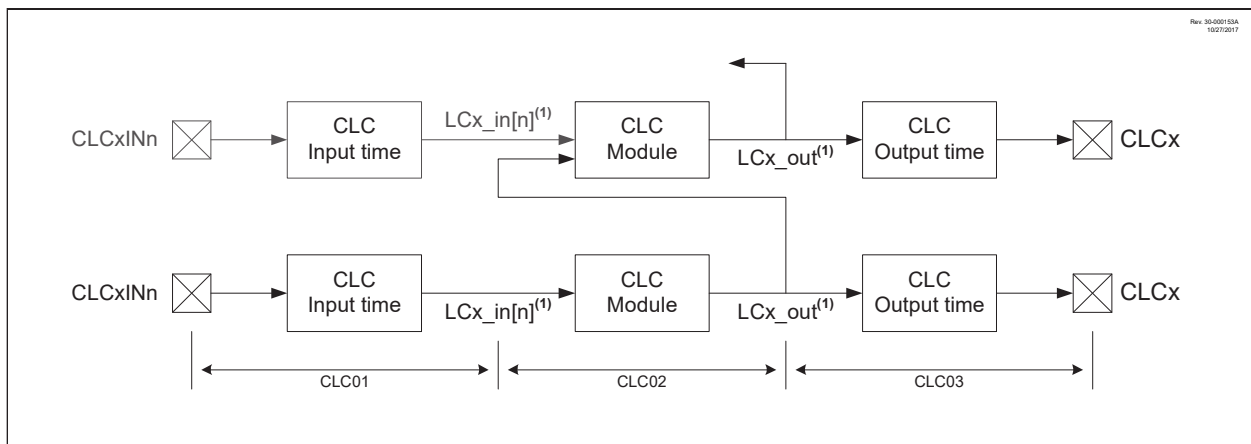 Rev. 30-000153A
10/27/2017
CLCxINn
CLC
Input time
LCx_in[n](1)
CLC
Module
LCx_out(1)
CLC
Output time
CLCx
CLCxINn
CLC
Input time
LCx_in[n](1)
CLC
Module
LCx_out(1)
CLC
Output time
CLCx
CLC01
CLC02
CLC03